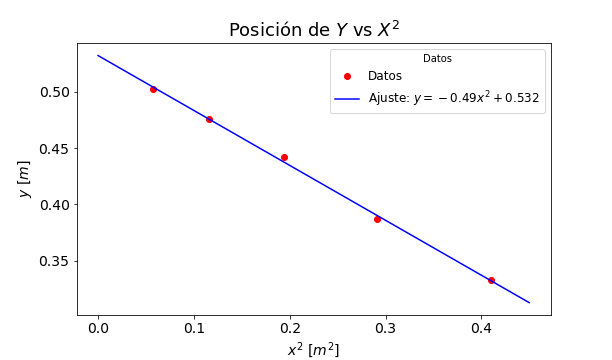 Posición de Y vs X²
Datos
Datos
Ajuste: y = −0.49x² + 0.532
y [m]
0.50
0.45
0.40
0.35
0.0 0.1 0.2 0.3 0.4
x² [m²]